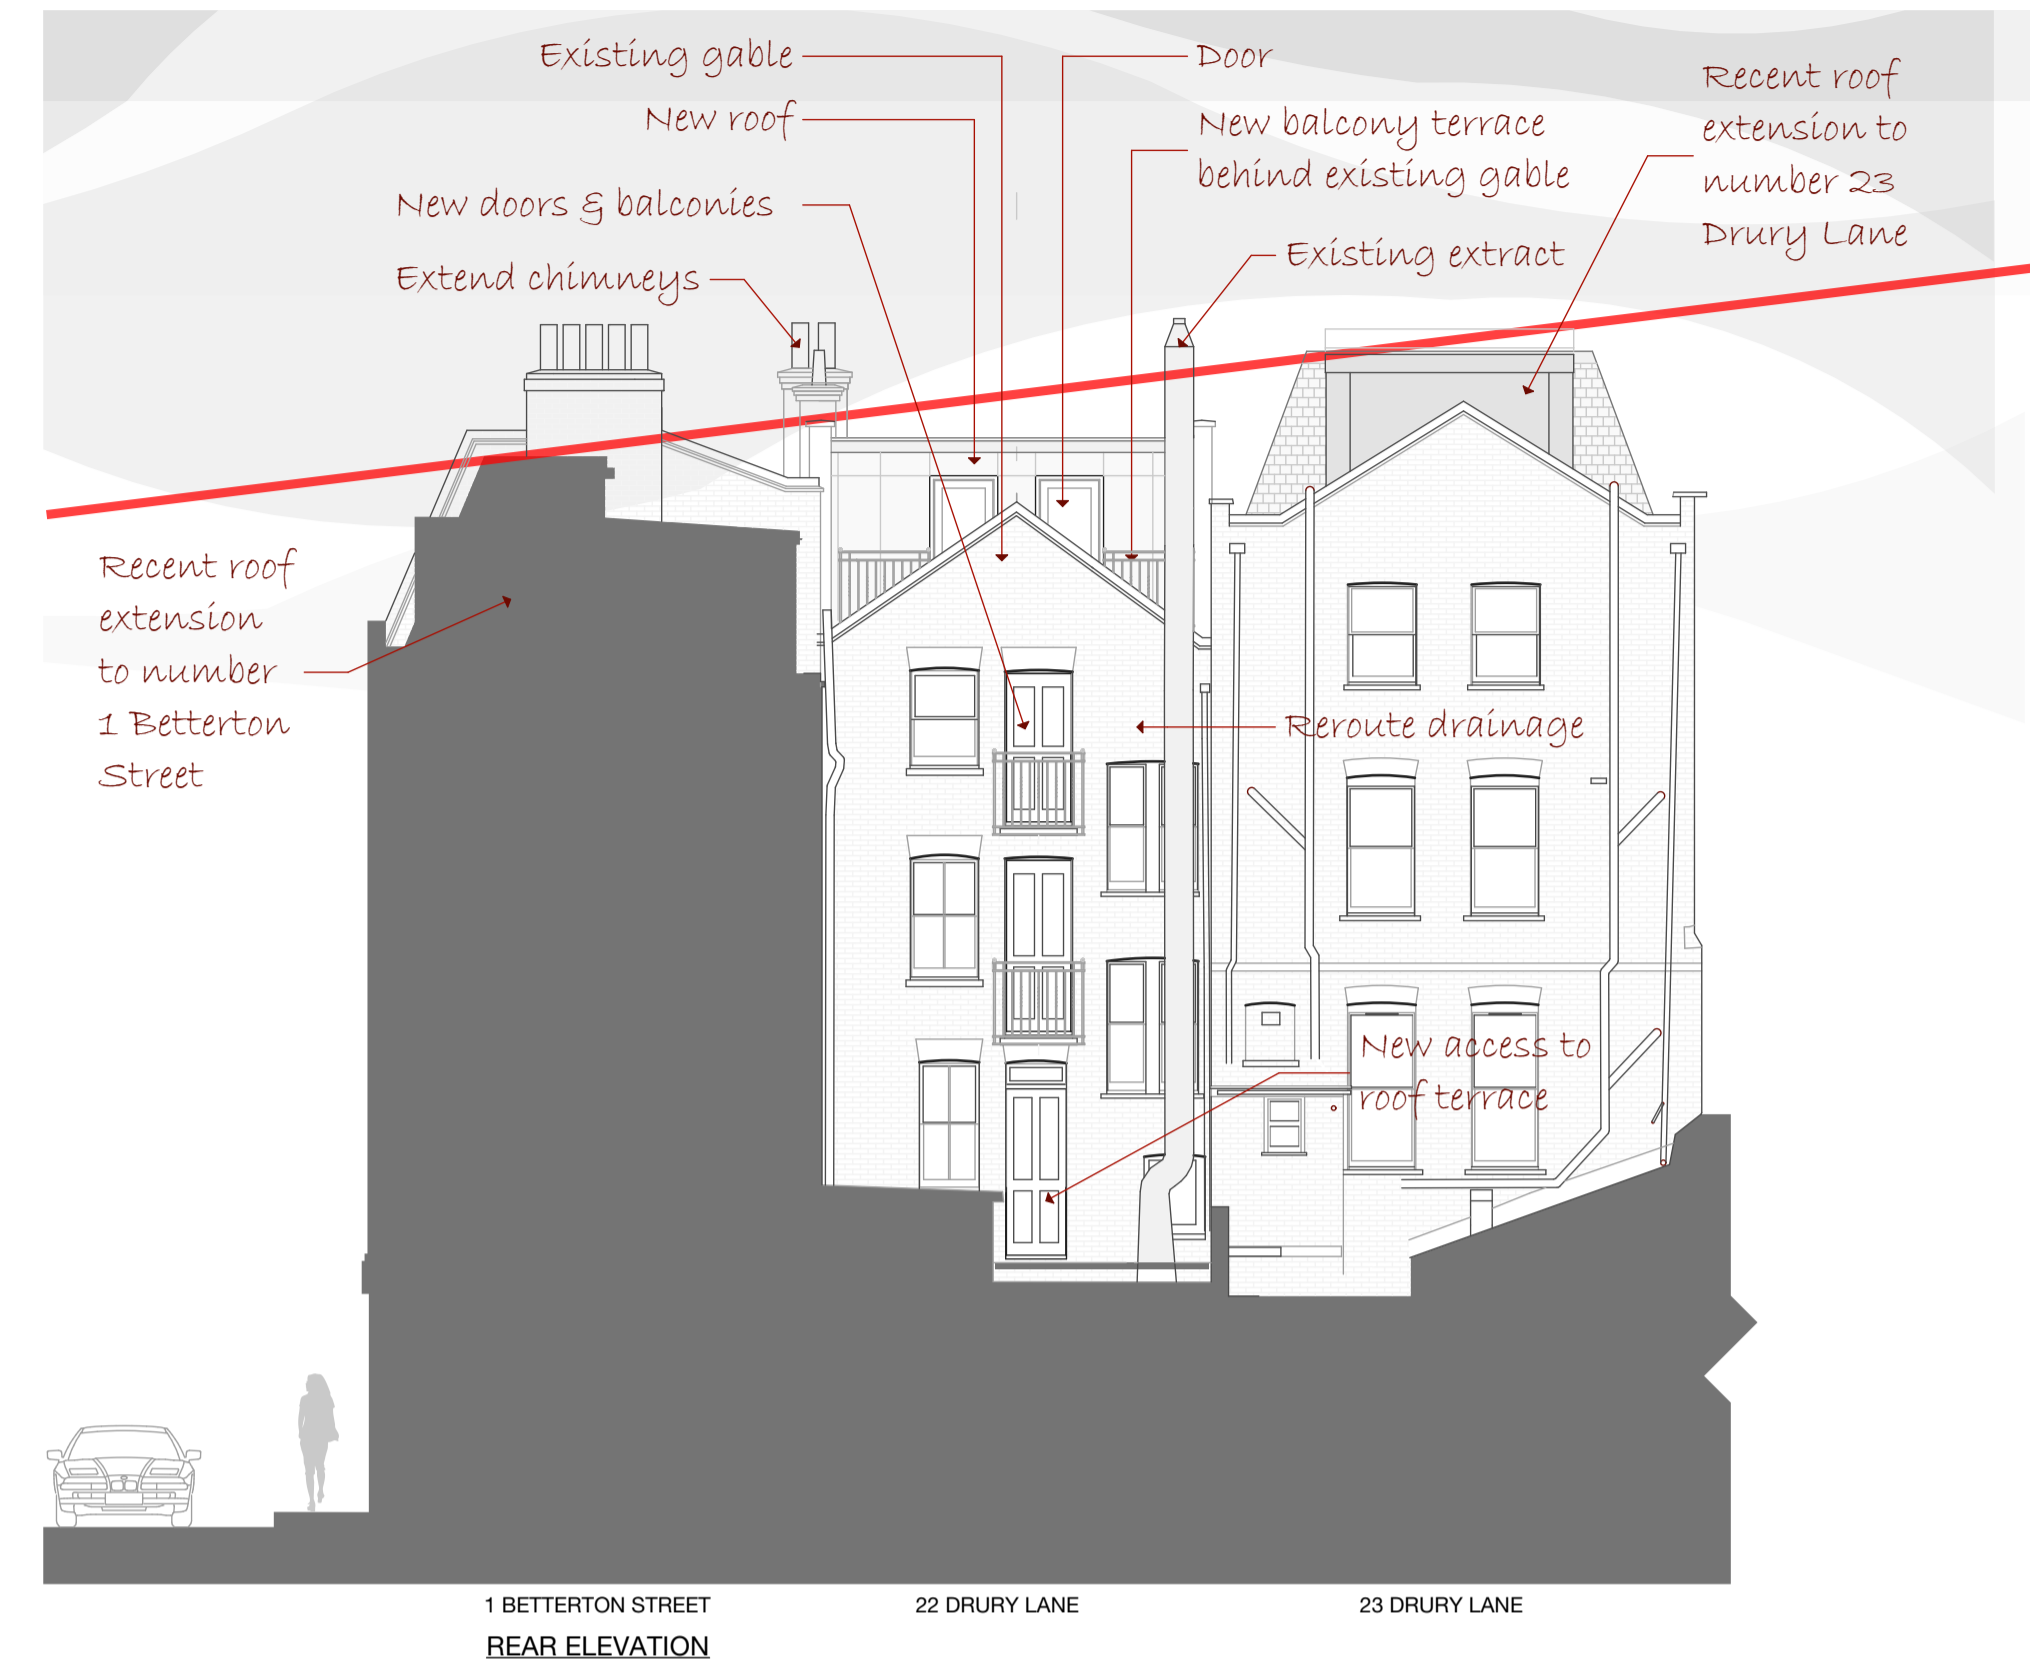 Existing gable
Door
New roof
New balcony terrace
behind existing gable
Recent roof
extension to
number 23
Drury Lane
New doors & balconies
Extend chimneys
Existing extract
Recent roof
extension
to number
1 Betterton
Street
Reroute drainage
New access to
roof terrace
1 BETTERTON STREET
22 DRURY LANE
23 DRURY LANE
REAR ELEVATION